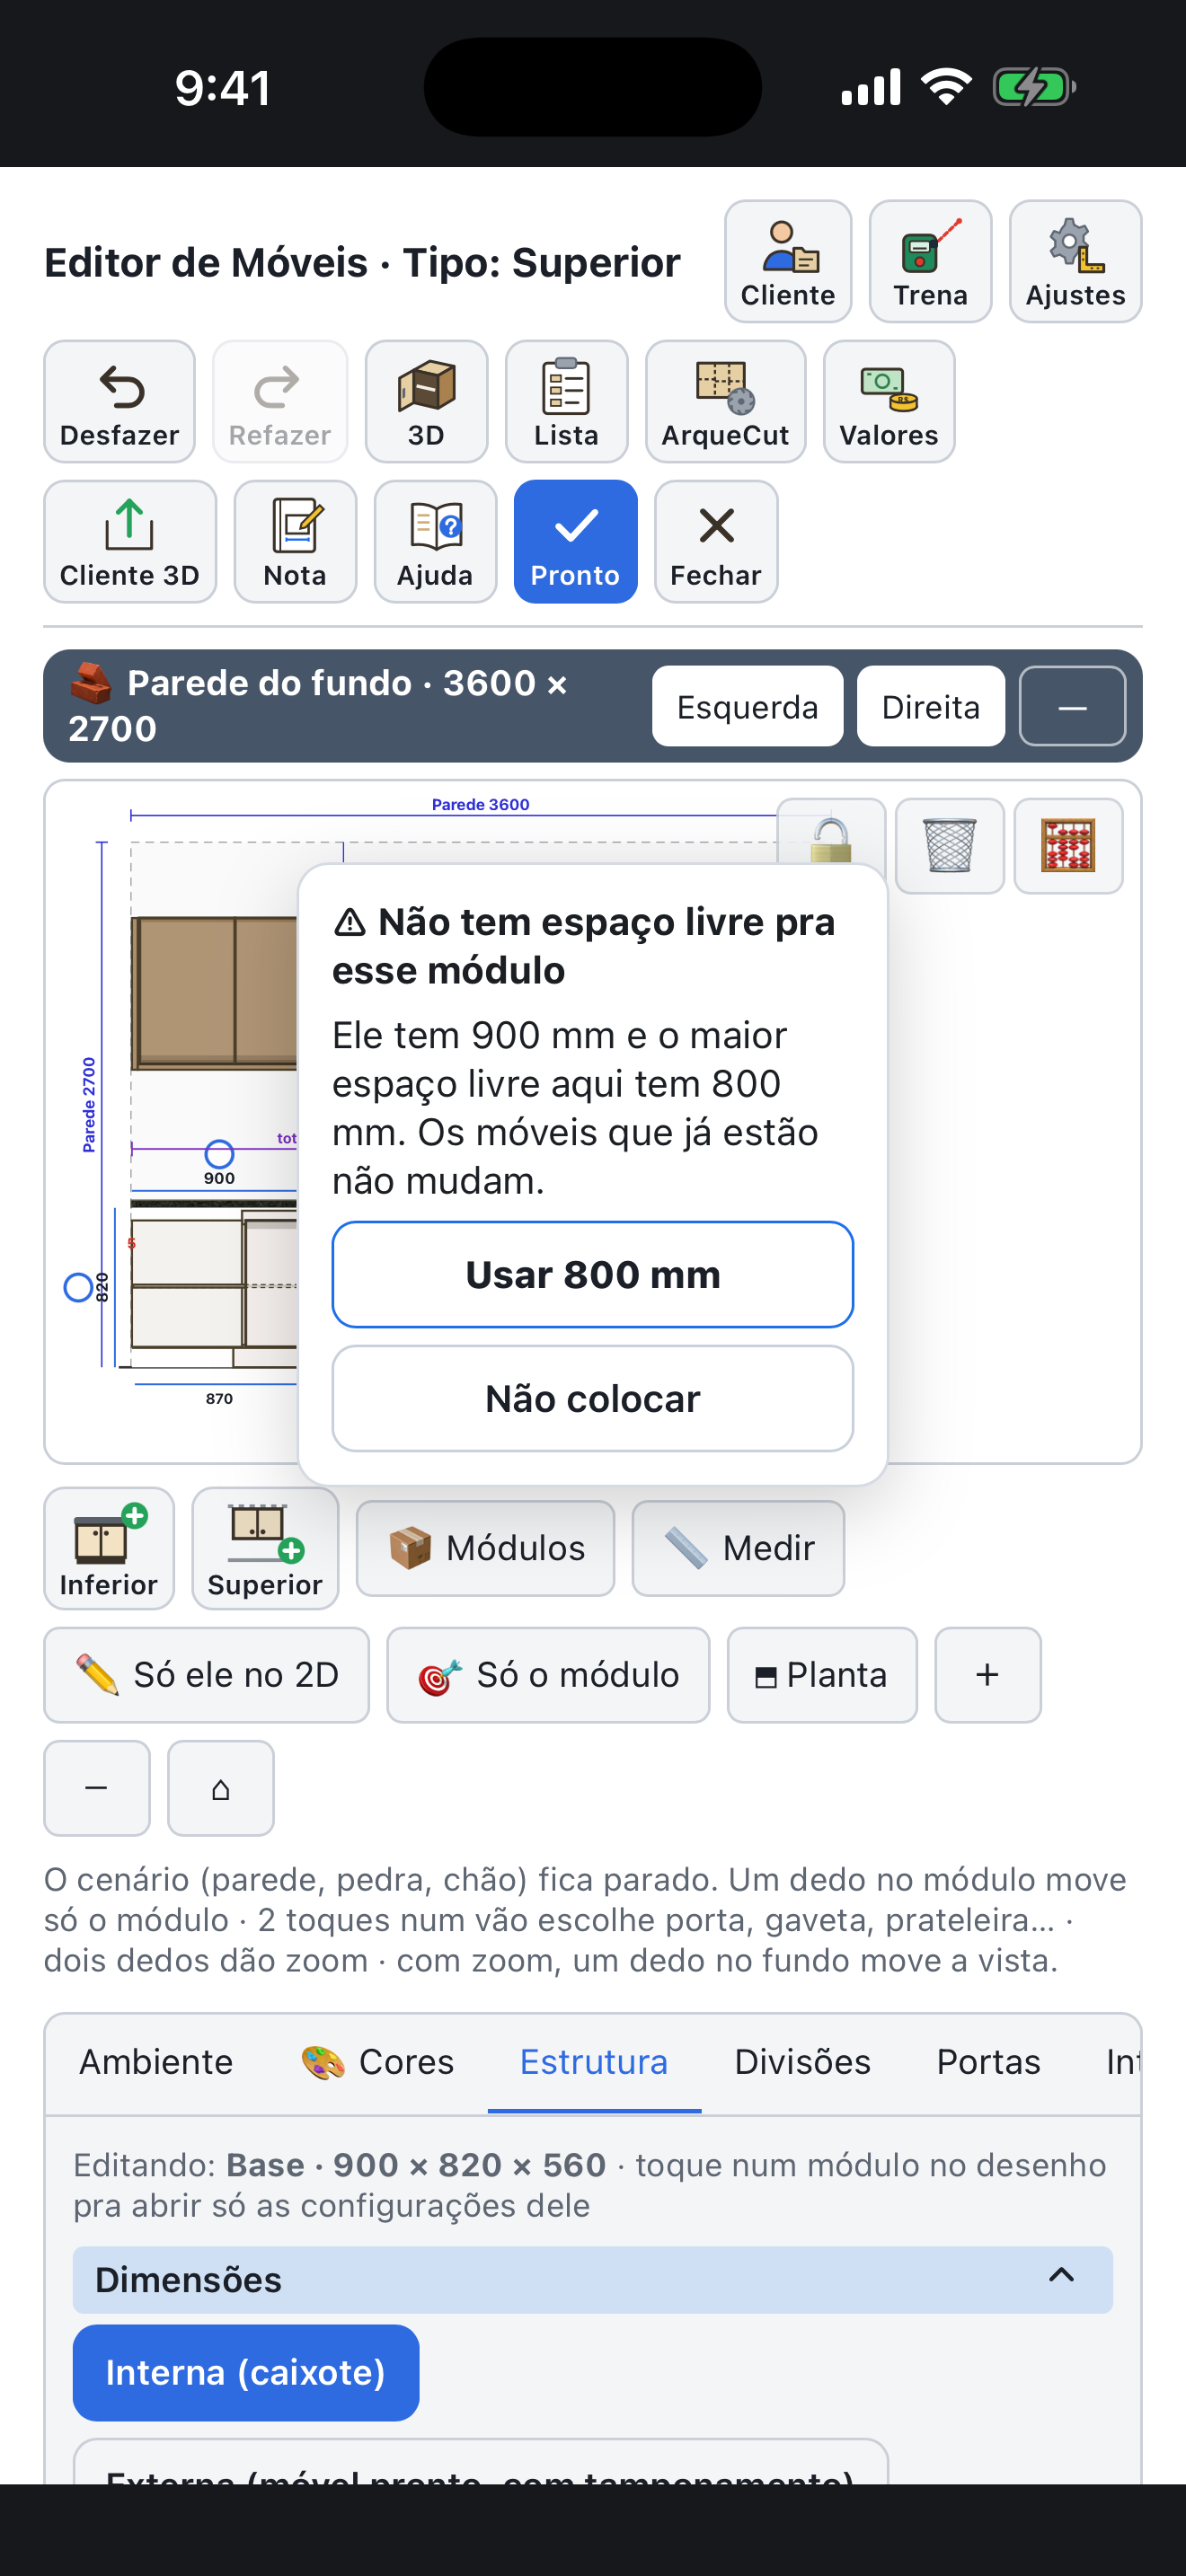 9:41
Editor de Móveis · Tipo: Superior
Cliente
Trena
Ajustes
Desfazer
Refazer
3D
Lista
ArqueCut
Valores
Cliente 3D
Nota
Ajuda
Pronto
Fechar
Parede do fundo · 3600 ×
2700
Esquerda
Direita
—
Parede 3600
Parede 2700
⚠ Não tem espaço livre pra
esse módulo
Ele tem 900 mm e o maior
espaço livre aqui tem 800
mm. Os móveis que já estão
não mudam.
Usar 800 mm
Não colocar
900
5
820
870
Inferior
Superior
Módulos
Medir
Só ele no 2D
Só o módulo
Planta
+
–
⌂
O cenário (parede, pedra, chão) fica parado. Um dedo no módulo move
só o módulo · 2 toques num vão escolhe porta, gaveta, prateleira... ·
dois dedos dão zoom · com zoom, um dedo no fundo move a vista.
Ambiente
Cores
Estrutura
Divisões
Portas
Editando: Base · 900 × 820 × 560 · toque num módulo no desenho
pra abrir só as configurações dele
Dimensões
Interna (caixote)
Externa (móvel pronto, com tamponamento)